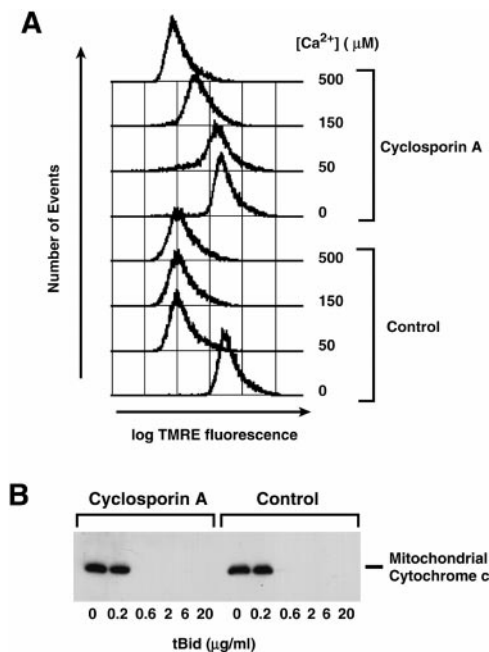 A
[Ca2+] ( μM)
500
150
Cyclosporin A
50
0
Number of Events
500
150
Control
50
0
log TMRE fluorescence
B
Cyclosporin A Control
Mitochondrial
Cytochrome c
0 0.2 0.6 2 6 20 0 0.2 0.6 2 6 20
tBid (μg/ml)